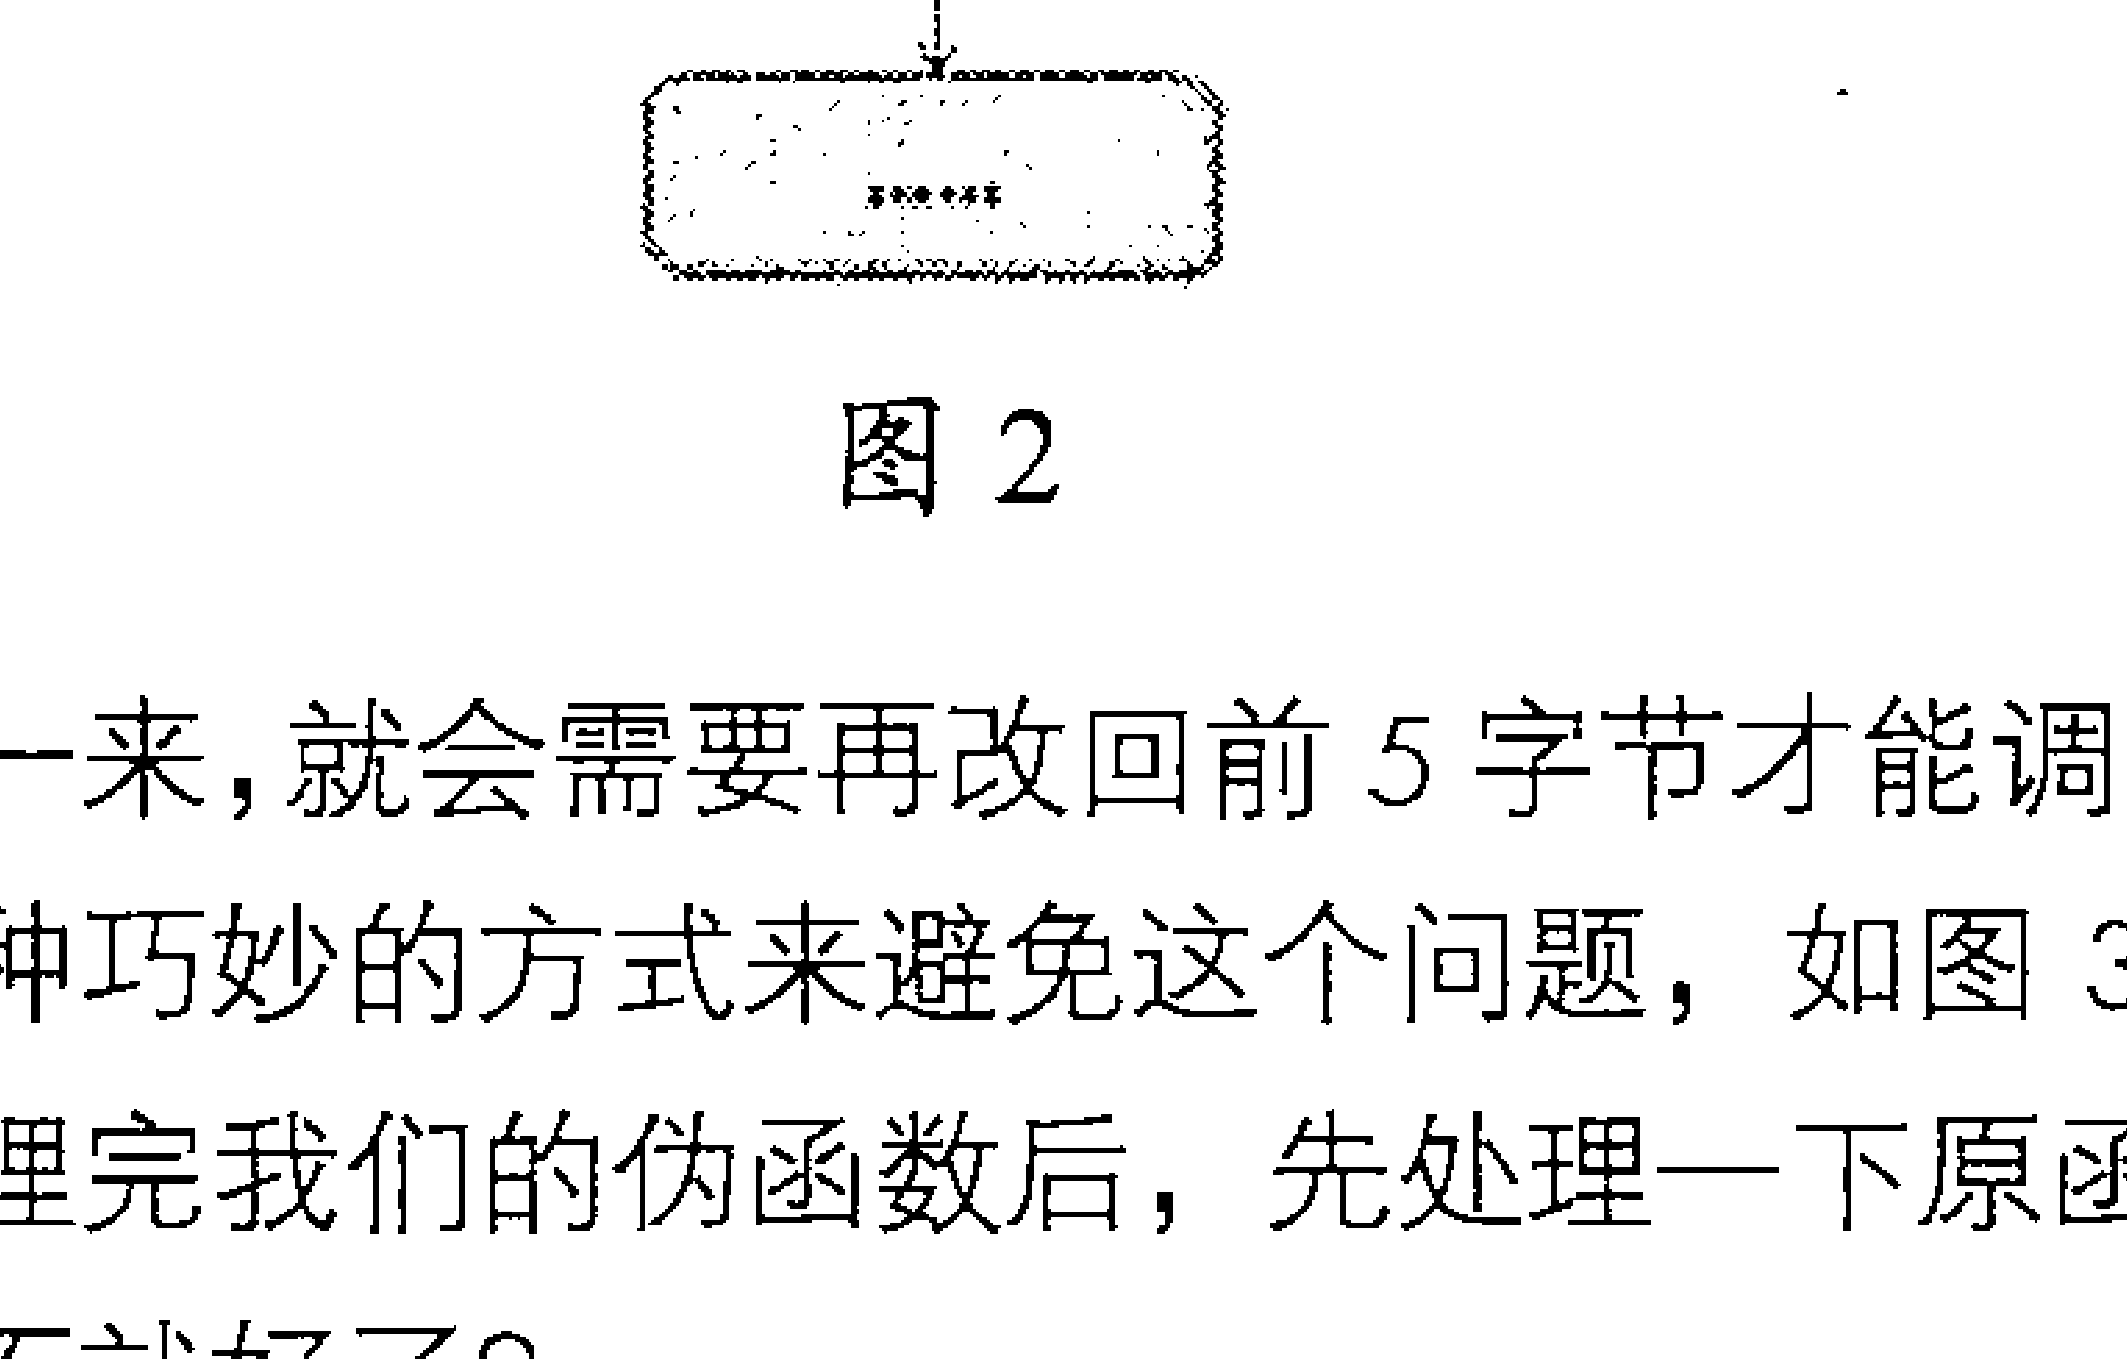 ······
图 2
一来，就会需要再改回前 5 字节才能调
种巧妙的方式来避免这个问题，如图 3
理完我们的伪函数后，先处理一下原函